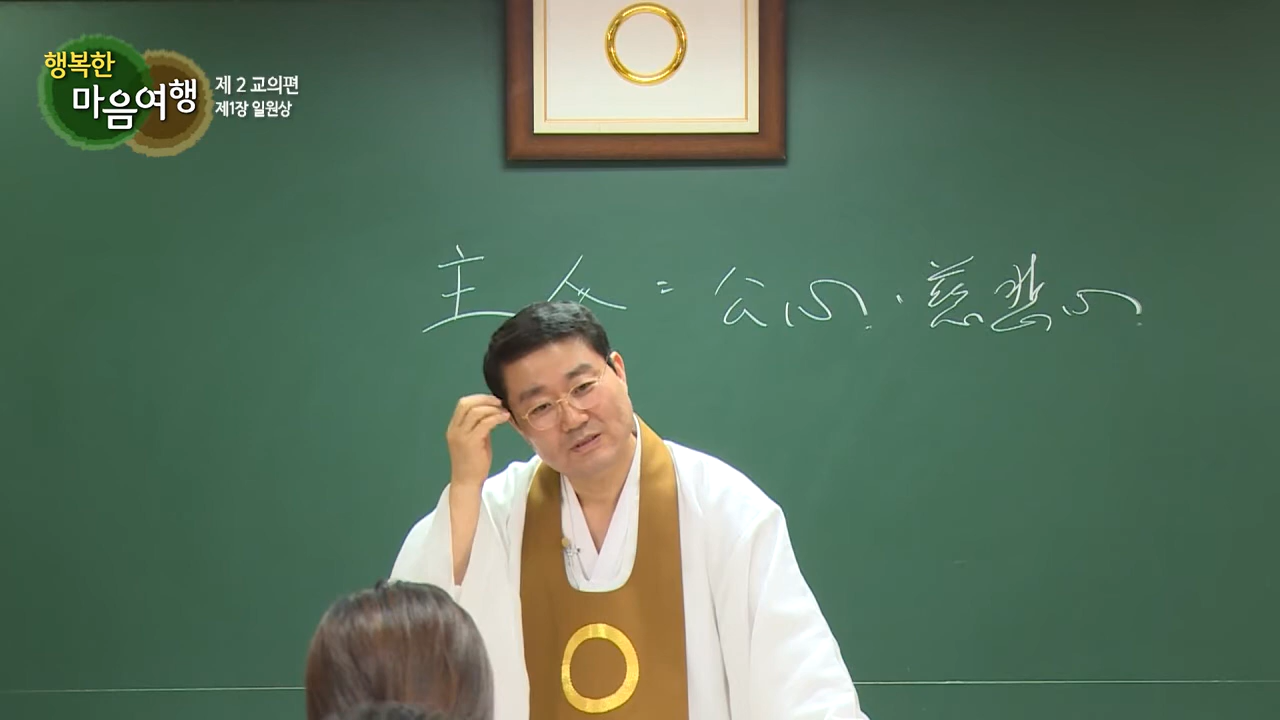 행복한
마음여행
제 2 교의편
제1장 일원상
主人 = 公心 · 慈悲心